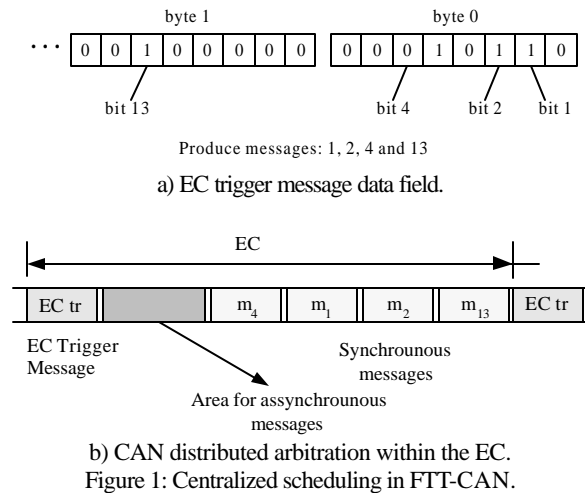 byte 1 byte 0
... 0 0 1 0 0 0 0 0 0 0 0 1 0 1 1 0
bit 13 bit 4 bit 2 bit 1
Produce messages: 1, 2, 4 and 13
a) EC trigger message data field.
EC
EC tr m4 m1 m2 m13 EC tr
EC Trigger
Message
Synchrounous
messages
Area for assynchrounous
messages
b) CAN distributed arbitration within the EC.
Figure 1: Centralized scheduling in FTT-CAN.